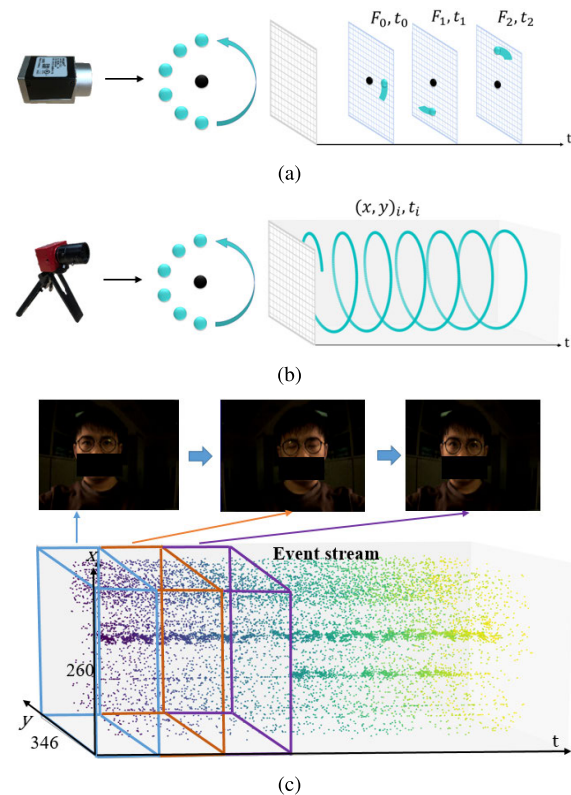 F₀, t₀
F₁, t₁
F₂, t₂
t
(a)
(x, y)ᵢ, tᵢ
t
(b)
x
Event stream
260
y
346
t
(c)